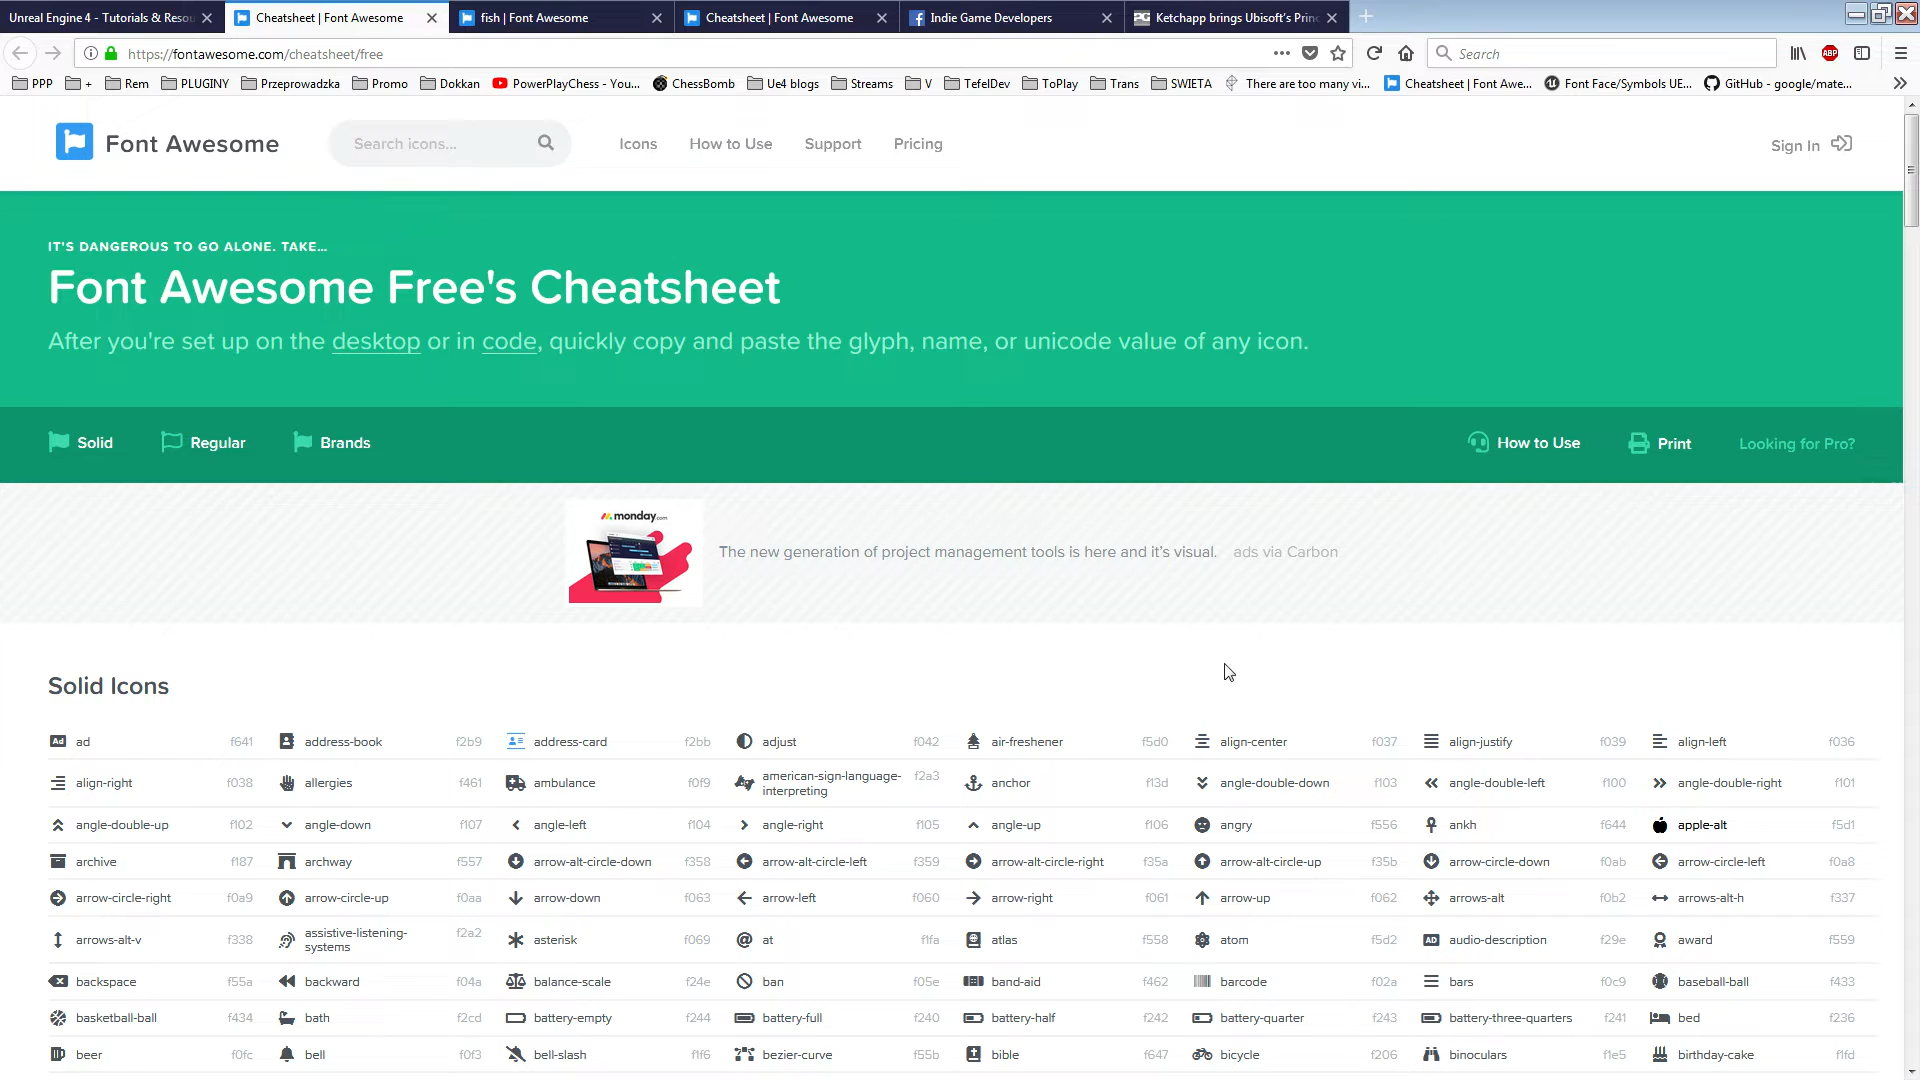 Unreal Engine 4 - Tutorials & Resou
Cheatsheet | Font Awesome
fish | Font Awesome
Cheatsheet | Font Awesome
Indie Game Developers
Ketchapp brings Ubisoft's Princ
https://fontawesome.com/cheatsheet/free
Search
ABP
PPP
+
Rem
PLUGINY
Przeprowadzka
Promo
Dokkan
PowerPlayChess - You...
ChessBomb
Ue4 blogs
Streams
V
TefelDev
ToPlay
Trans
SWIETA
There are too many vi...
Cheatsheet | Font Awe...
Font Face/Symbols UE...
GitHub - google/mate...
Font Awesome
Search icons...
Icons
How to Use
Support
Pricing
Sign In
IT'S DANGEROUS TO GO ALONE. TAKE...
Font Awesome Free's Cheatsheet
After you're set up on the desktop or in code, quickly copy and paste the glyph, name, or unicode value of any icon.
Solid
Regular
Brands
How to Use
Print
Looking for Pro?
monday.com
The new generation of project management tools is here and it's visual.
ads via Carbon
Solid Icons
ad f641 address-book f2b9 address-card f2bb adjust f042 air-freshener f5d0 align-center f037 align-justify f039 align-left f036
align-right f038 allergies f461 ambulance f0f9 american-sign-language-interpreting f2a3 anchor f13d angle-double-down f103 angle-double-left f100 angle-double-right f101
angle-double-up f102 angle-down f107 angle-left f104 angle-right f105 angle-up f106 angry f556 ankh f644 apple-alt f5d1
archive f187 archway f557 arrow-alt-circle-down f358 arrow-alt-circle-left f359 arrow-alt-circle-right f35a arrow-alt-circle-up f35b arrow-circle-down f0ab arrow-circle-left f0a8
arrow-circle-right f0a9 arrow-circle-up f0aa arrow-down f063 arrow-left f060 arrow-right f061 arrow-up f062 arrows-alt f0b2 arrows-alt-h f337
arrows-alt-v f338 assistive-listening-systems f2a2 asterisk f069 at f1fa atlas f558 atom f5d2 audio-description f29e award f559
backspace f55a backward f04a balance-scale f24e ban f05e band-aid f462 barcode f02a bars f0c9 baseball-ball f433
basketball-ball f434 bath f2cd battery-empty f244 battery-full f240 battery-half f242 battery-quarter f243 battery-three-quarters f241 bed f236
beer f0fc bell f0f3 bell-slash f1f6 bezier-curve f55b bible f647 bicycle f206 binoculars f1e5 birthday-cake f1fd